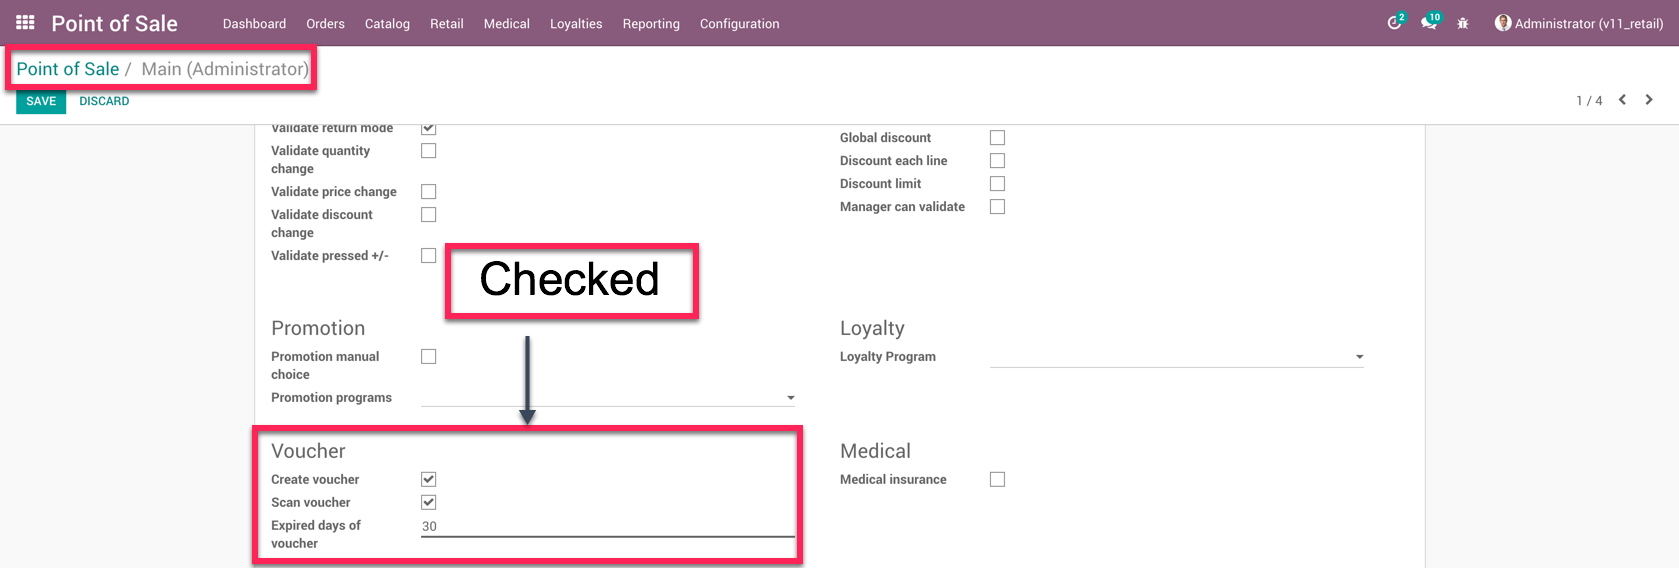 Point of Sale Dashboard Orders Catalog Retail Medical Loyalties Reporting Configuration 2 10 Administrator (v11_retail)
Point of Sale / Main (Administrator)
SAVE DISCARD 1 / 4
Validate return mode
Validate quantity
change
Validate price change
Validate discount
change
Validate pressed +/-
Global discount
Discount each line
Discount limit
Manager can validate
Checked
Promotion
Promotion manual
choice
Promotion programs
Loyalty
Loyalty Program
Voucher
Create voucher
Scan voucher
Expired days of
voucher
30
Medical
Medical insurance